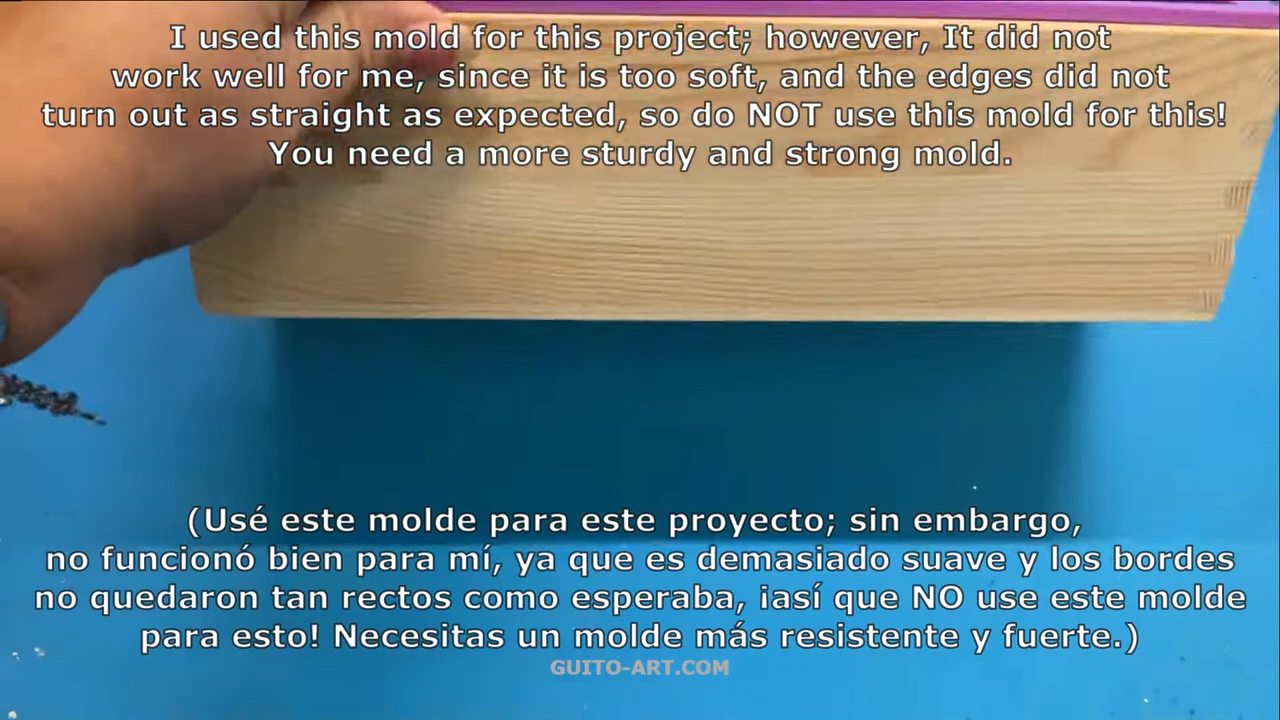 I used this mold for this project; however, It did not
work well for me, since it is too soft, and the edges did not
turn out as straight as expected, so do NOT use this mold for this!
You need a more sturdy and strong mold.
(Usé este molde para este proyecto; sin embargo,
no funcionó bien para mí, ya que es demasiado suave y los bordes
no quedaron tan rectos como esperaba, ¡así que NO use este molde
para esto! Necesitas un molde más resistente y fuerte.)
GUITO-ART.COM